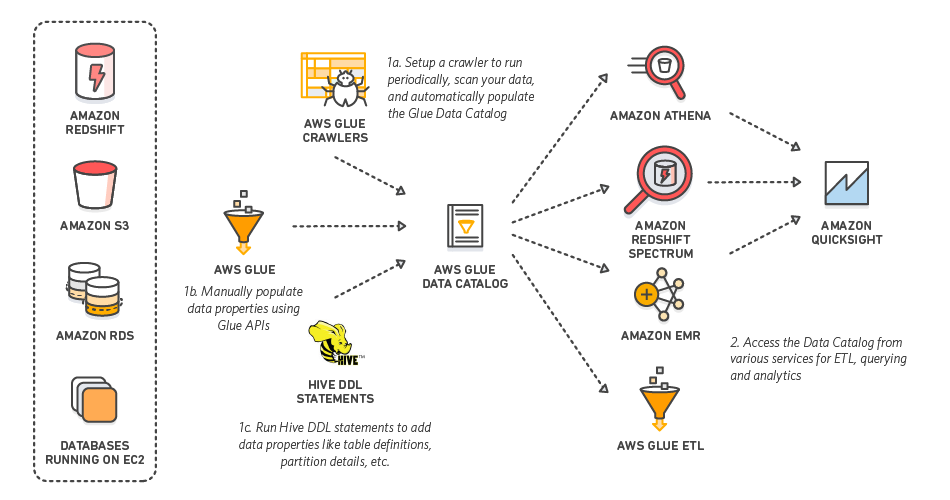 AMAZON
REDSHIFT
AMAZON S3
AMAZON RDS
DATABASES
RUNNING ON EC2
AWS GLUE
CRAWLERS
1a. Setup a crawler to run
periodically, scan your data,
and automatically populate
the Glue Data Catalog
AWS GLUE
1b. Manually populate
data properties using
Glue APIs
HIVE™
HIVE DDL
STATEMENTS
1c. Run Hive DDL statements to add
data properties like table definitions,
partition details, etc.
AWS GLUE
DATA CATALOG
AMAZON ATHENA
AMAZON
REDSHIFT
SPECTRUM
AMAZON EMR
AWS GLUE ETL
AMAZON
QUICKSIGHT
2. Access the Data Catalog from
various services for ETL, querying
and analytics